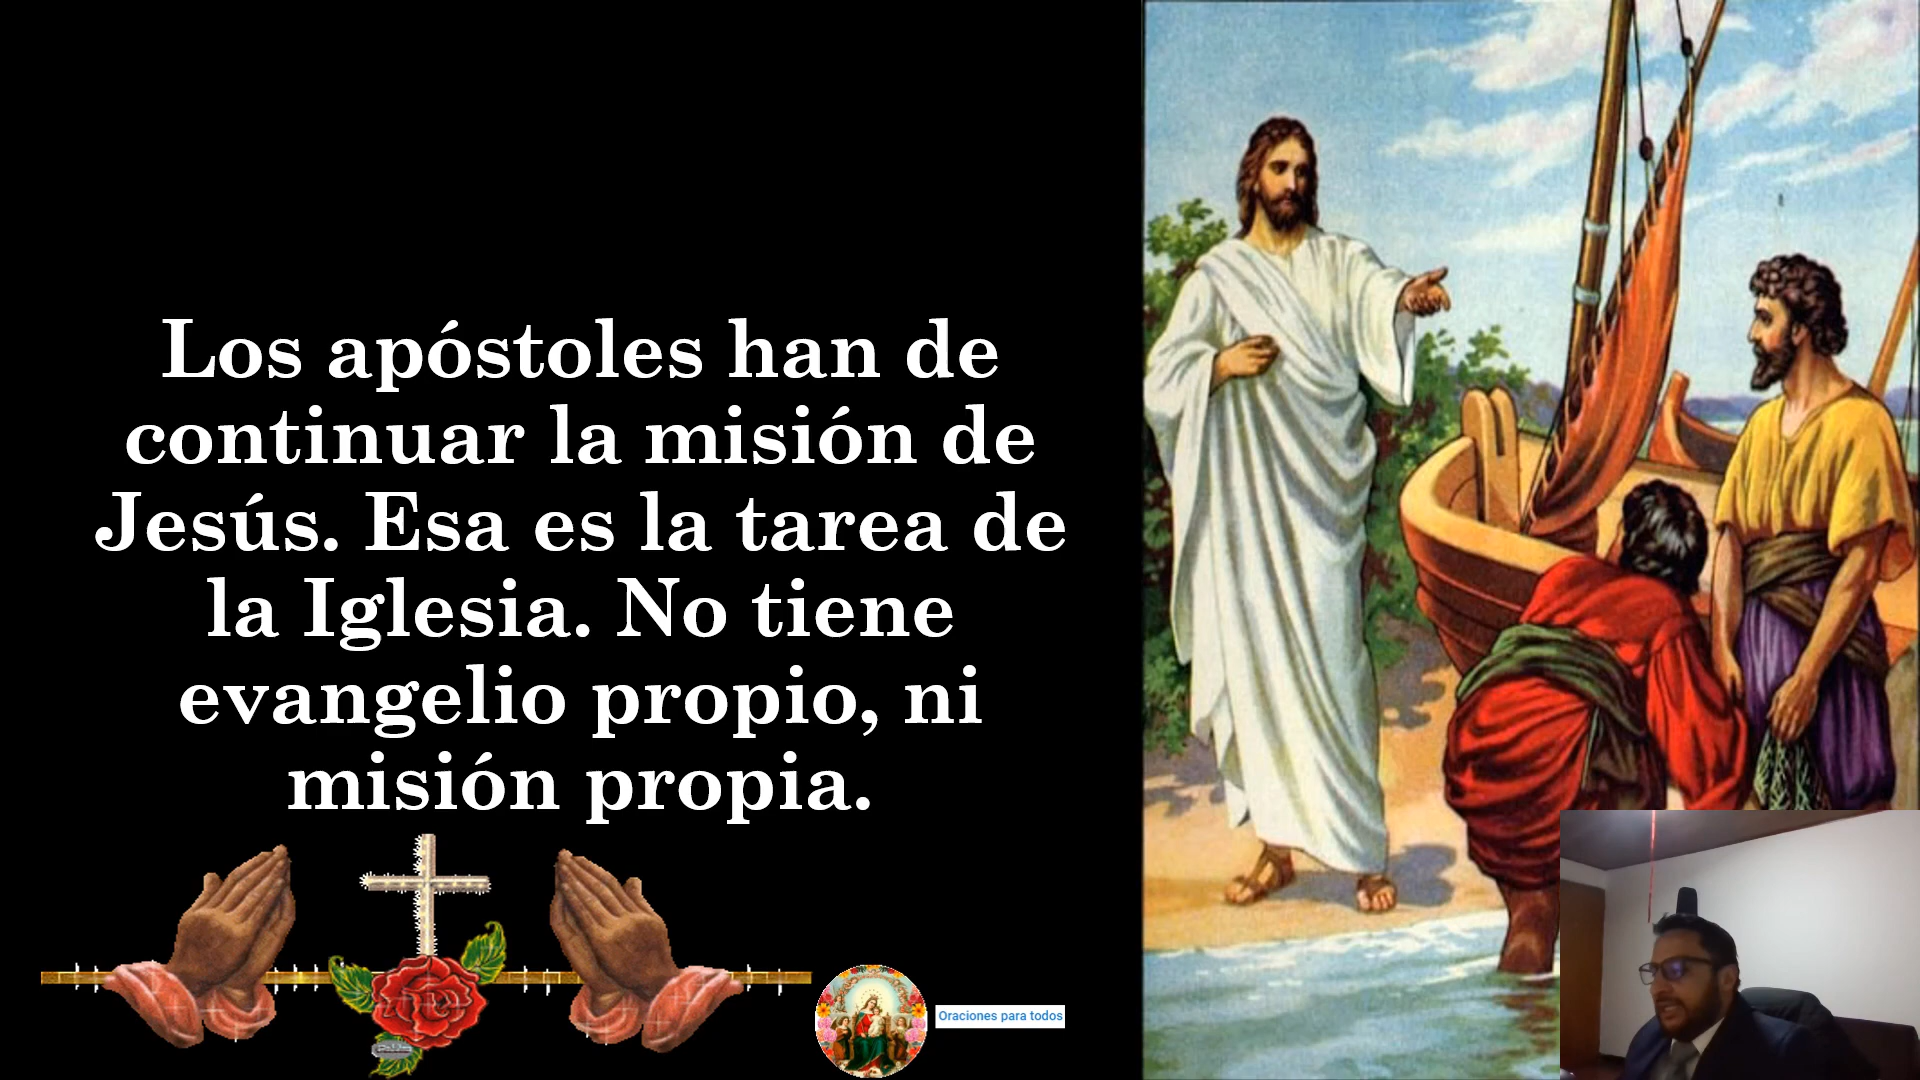 Los apóstoles han de
continuar la misión de
Jesús. Esa es la tarea de
la Iglesia. No tiene
evangelio propio, ni
misión propia.
Oraciones para todos